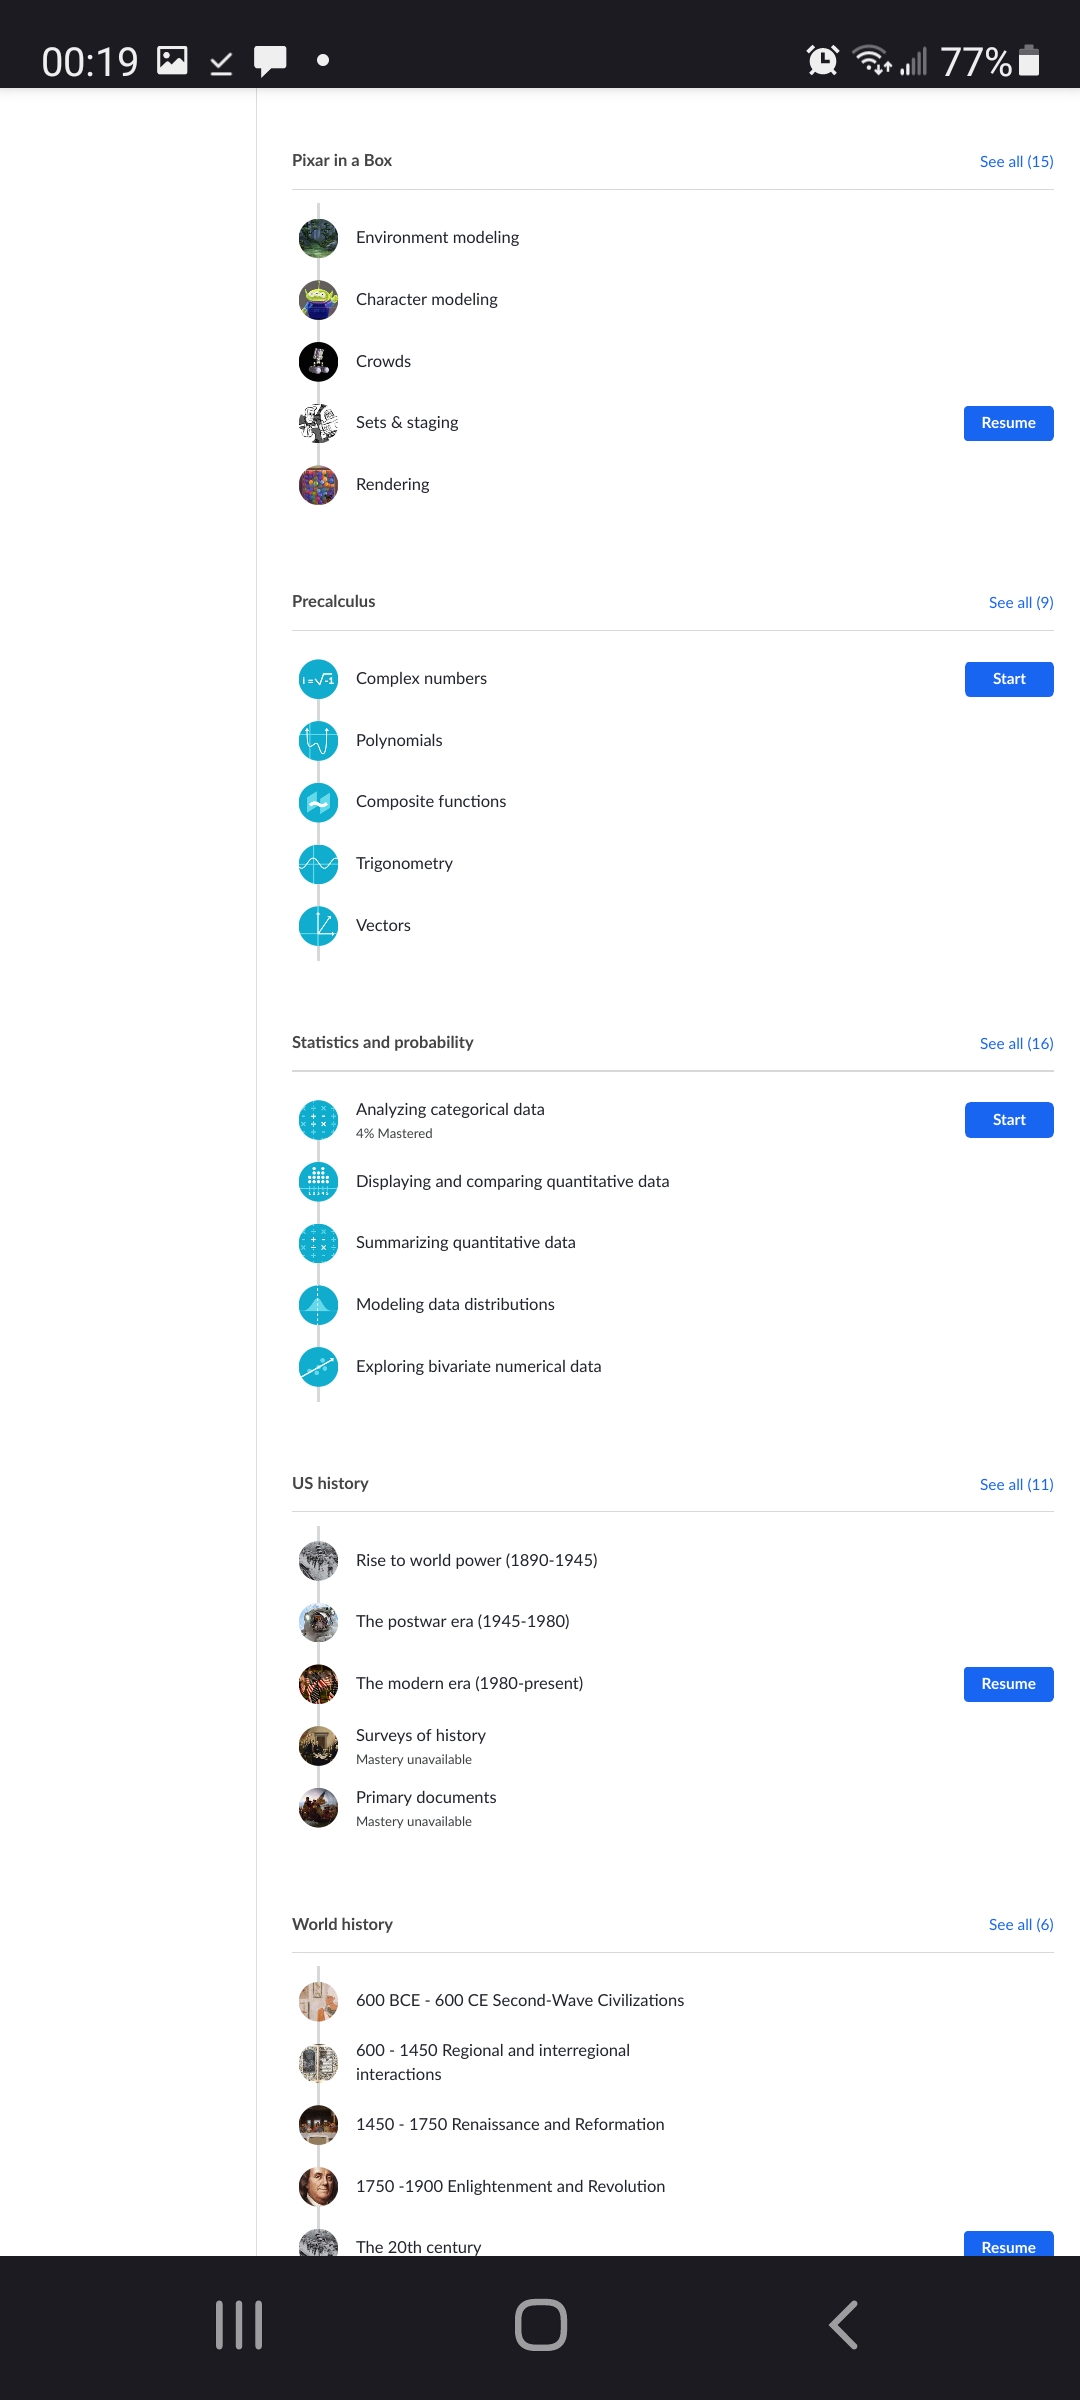 00:19
77%
Pixar in a Box
See all (15)
Environment modeling
Character modeling
Crowds
Sets & staging
Resume
Rendering
Precalculus
See all (9)
i = √-1
Complex numbers
Start
Polynomials
Composite functions
Trigonometry
Vectors
Statistics and probability
See all (16)
Analyzing categorical data
Start
4% Mastered
Displaying and comparing quantitative data
Summarizing quantitative data
Modeling data distributions
Exploring bivariate numerical data
US history
See all (11)
Rise to world power (1890-1945)
The postwar era (1945-1980)
The modern era (1980-present)
Resume
Surveys of history
Mastery unavailable
Primary documents
Mastery unavailable
World history
See all (6)
600 BCE - 600 CE Second-Wave Civilizations
600 - 1450 Regional and interregional
interactions
1450 - 1750 Renaissance and Reformation
1750 -1900 Enlightenment and Revolution
The 20th century
Resume